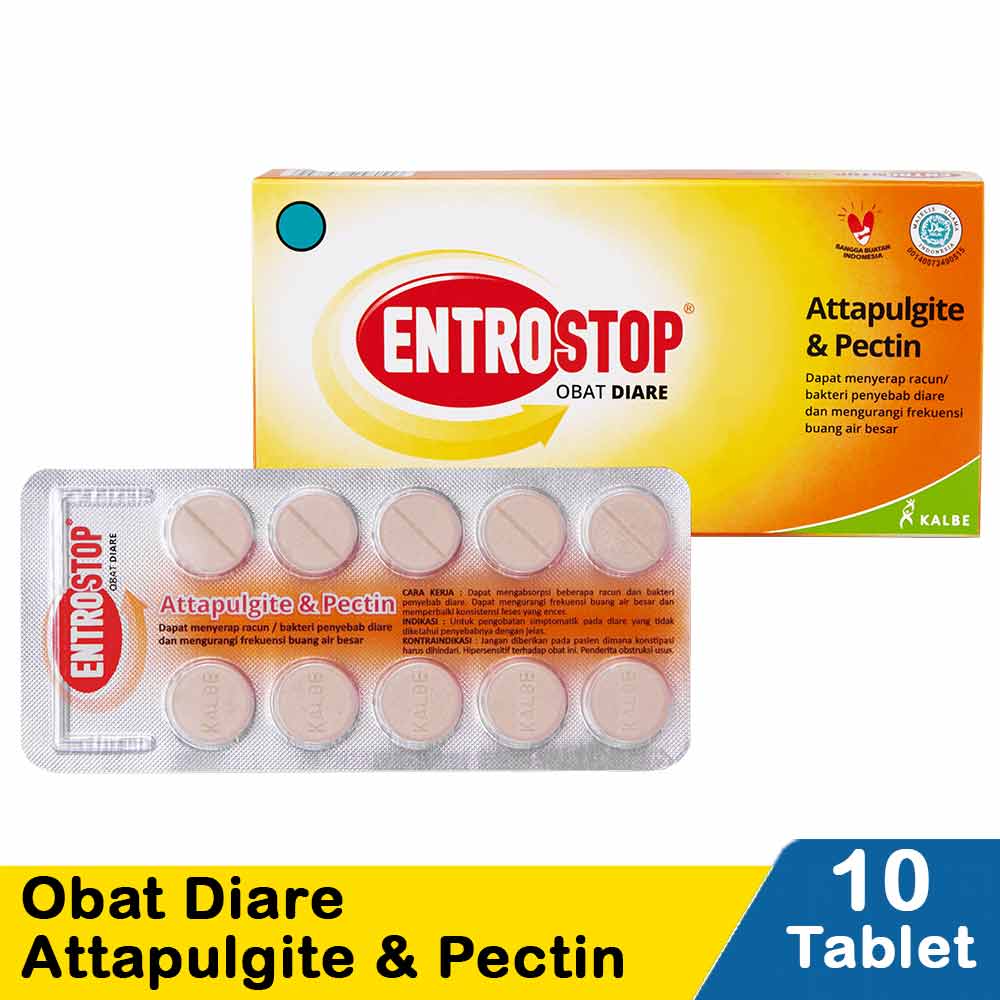 ENTROSTOP®
OBAT DIARE
BANGGA BUATAN
INDONESIA
MAJELIS ULAMA
INDONESIA
00140073490515
Attapulgite
& Pectin
Dapat menyerap racun/
bakteri penyebab diare
dan mengurangi frekuensi
buang air besar
KALBE
ENTROSTOP®
OBAT DIARE
Attapulgite & Pectin
Dapat menyerap racun / bakteri penyebab diare
dan mengurangi frekuensi buang air besar
CARA KERJA : Dapat mengabsorpsi beberapa racun dan bakteri
penyebab diare. Dapat mengurangi frekuensi buang air besar dan
memperbaiki konsistensi feses yang ences.
INDIKASI : Untuk pengobatan simptomatik pada diare yang tidak
diketahui penyebabnya dengan jelas.
KONTRAINDIKASI : Jangan diberikan pada pasien dimana konstipasi
harus dihindari. Hipersensitif terhadap obat ini. Penderita obstruksi usus.
KALBE
KALBE
KALBE
KALBE
KALBE
Obat Diare
Attapulgite & Pectin
10
Tablet